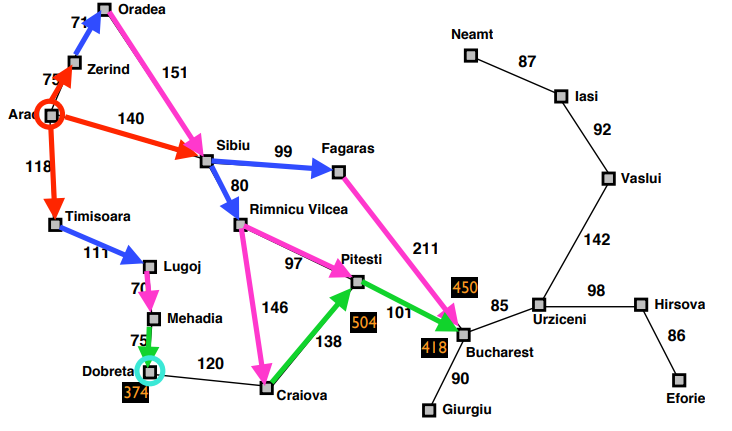 Oradea
71
Neamt
Zerind
87
75
151
Iasi
Arad
140
92
Sibiu
99
Fagaras
118
80
Vaslui
Rimnicu Vilcea
Timisoara
111
97
Pitesti
211
142
Lugoj
70
450
98
Hirsova
146
101
85
Mehadia
504
Urziceni
75
138
418
86
Bucharest
Dobreta
120
90
374
Craiova
Eforie
Giurgiu